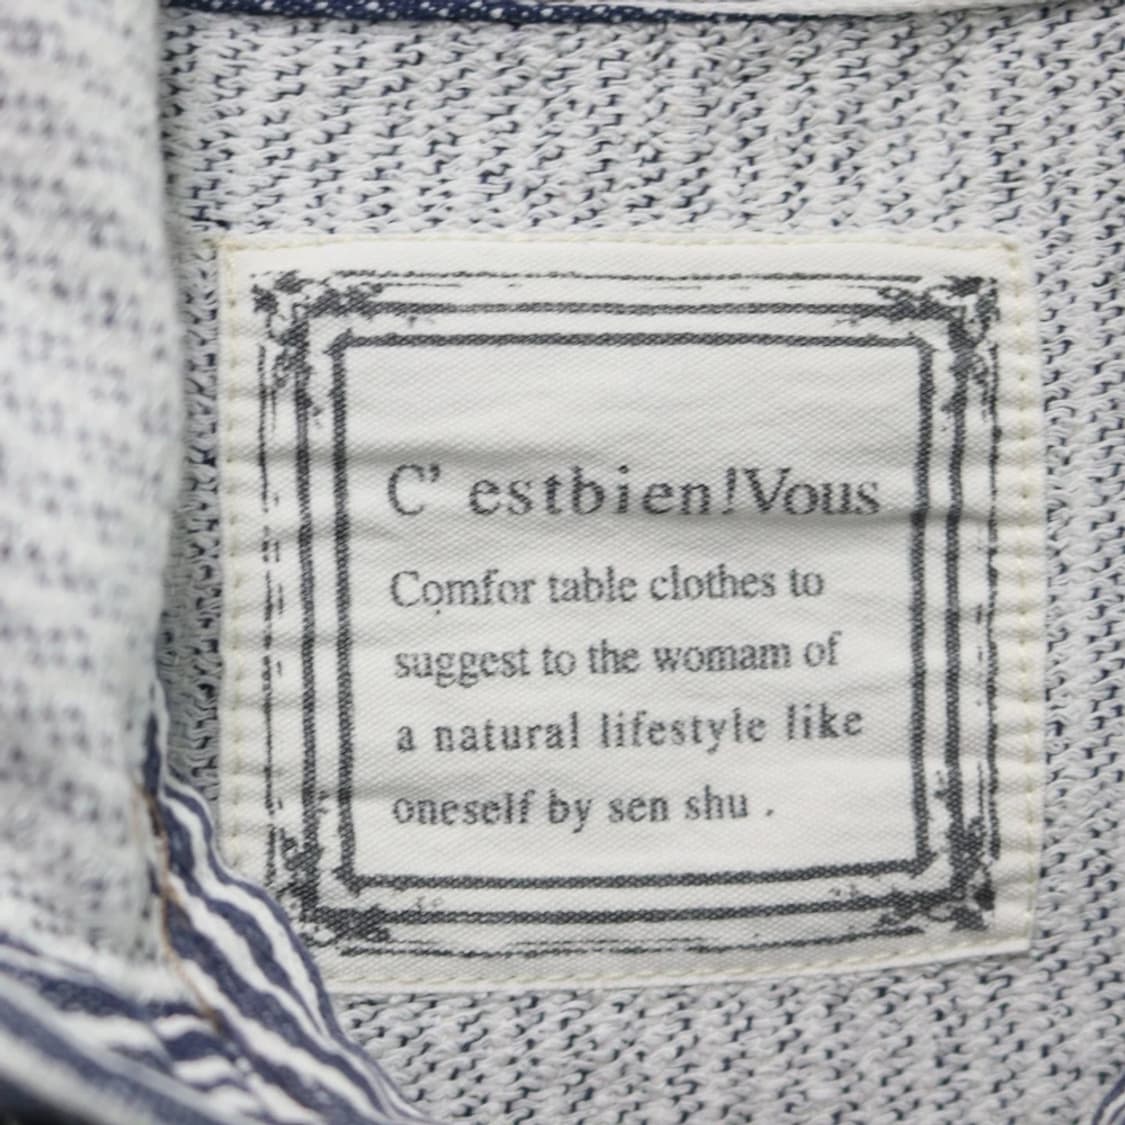 C' estbien!Vous
Comfor table clothes to
suggest to the womam of
a natural lifestyle like
oneself by sen shu .